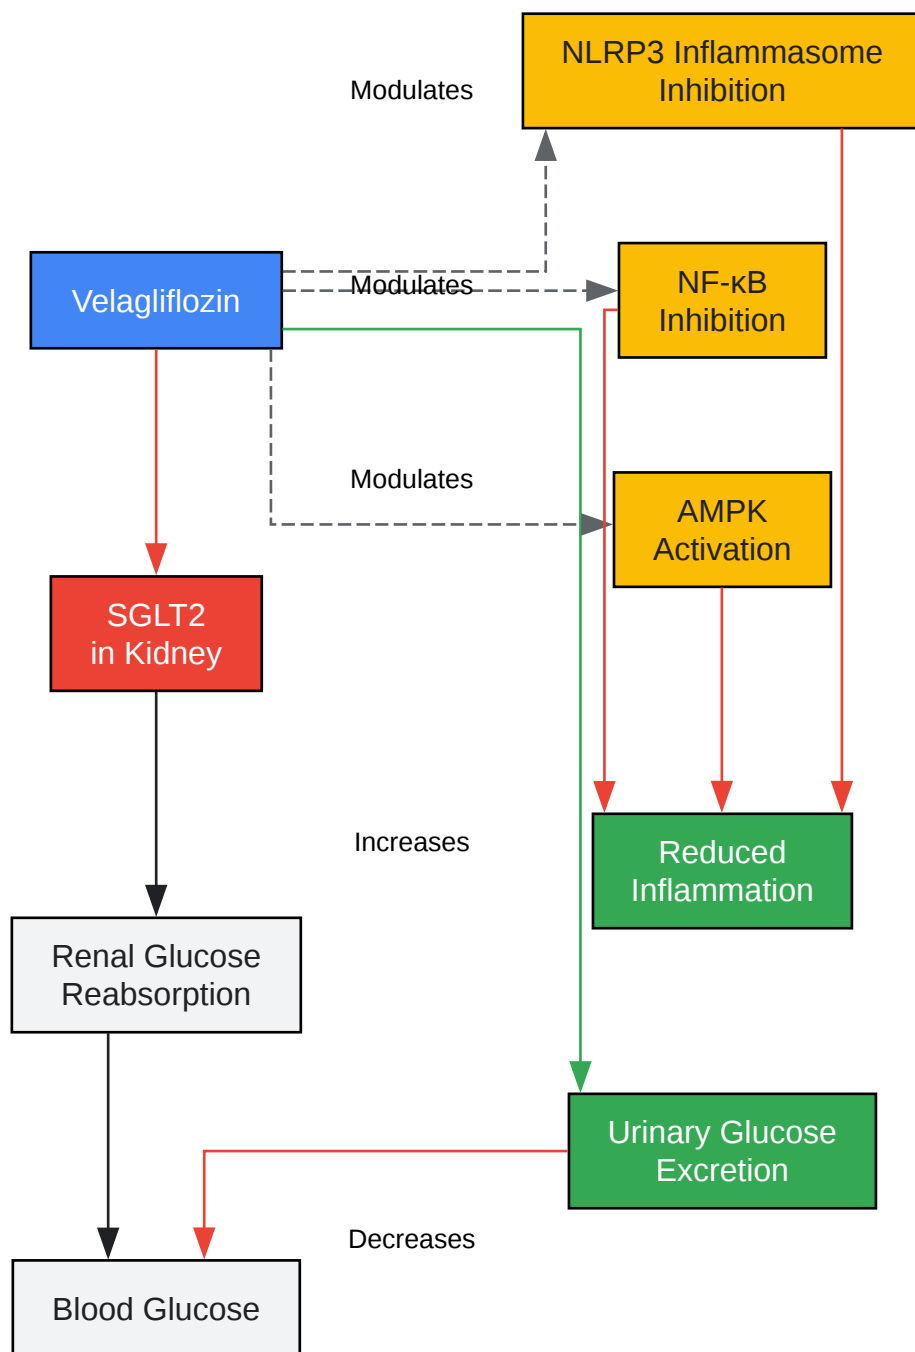 NLRP3 Inflammasome
Inhibition
Modulates
Velagliflozin
Modulates
NF-κB
Inhibition
Modulates
AMPK
Activation
SGLT2
in Kidney
Increases
Reduced
Inflammation
Renal Glucose
Reabsorption
Urinary Glucose
Excretion
Decreases
Blood Glucose